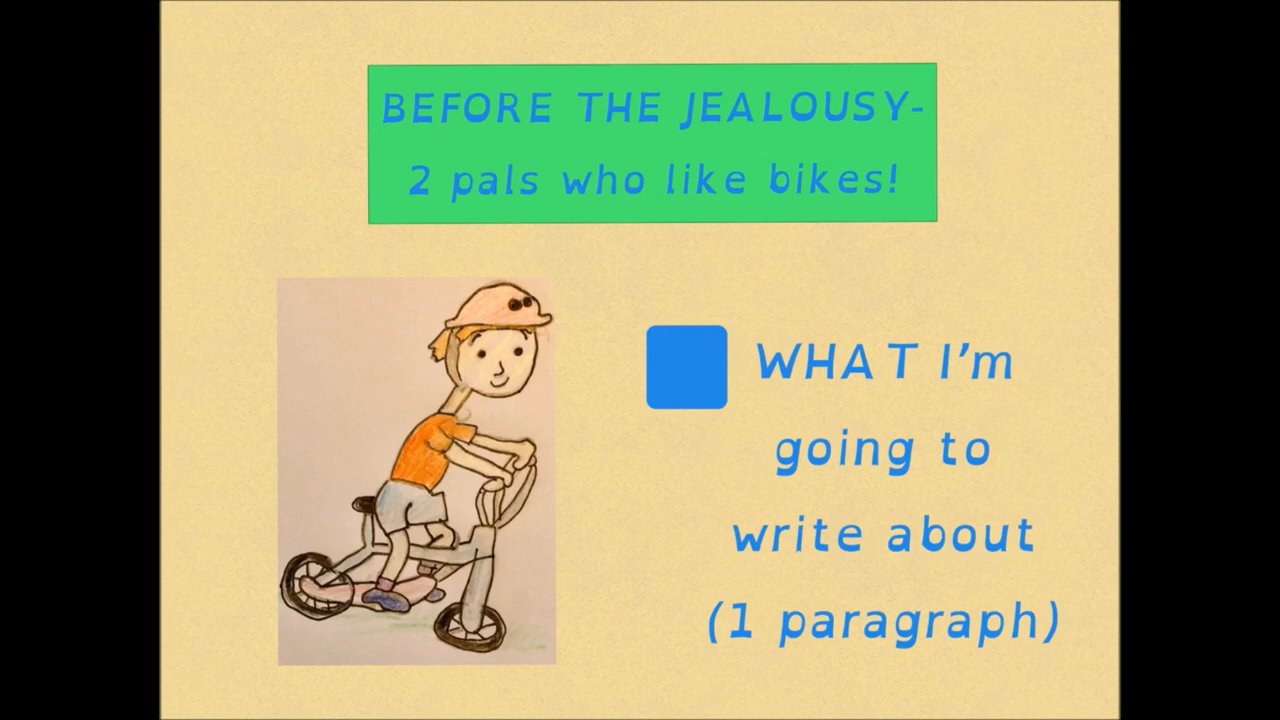 BEFORE THE JEALOUSY-
2 pals who like bikes!
WHAT I'm
going to
write about
(1 paragraph)